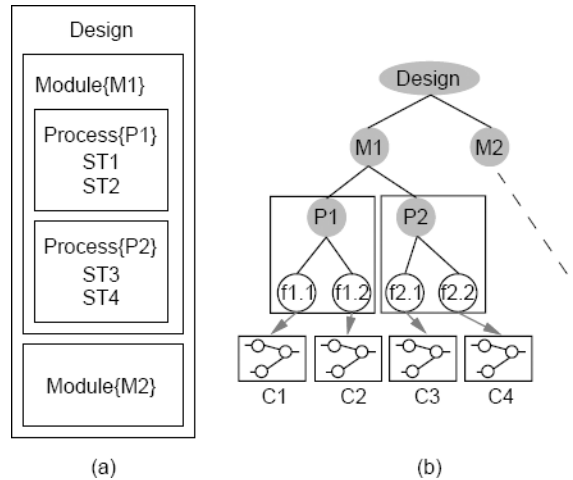 Design
Module{M1}
Process{P1}
ST1
ST2
Process{P2}
ST3
ST4
Module{M2}
(a)
Design
M1 M2
P1 P2
f1.1 f1.2 f2.1 f2.2
C1 C2 C3 C4
(b)